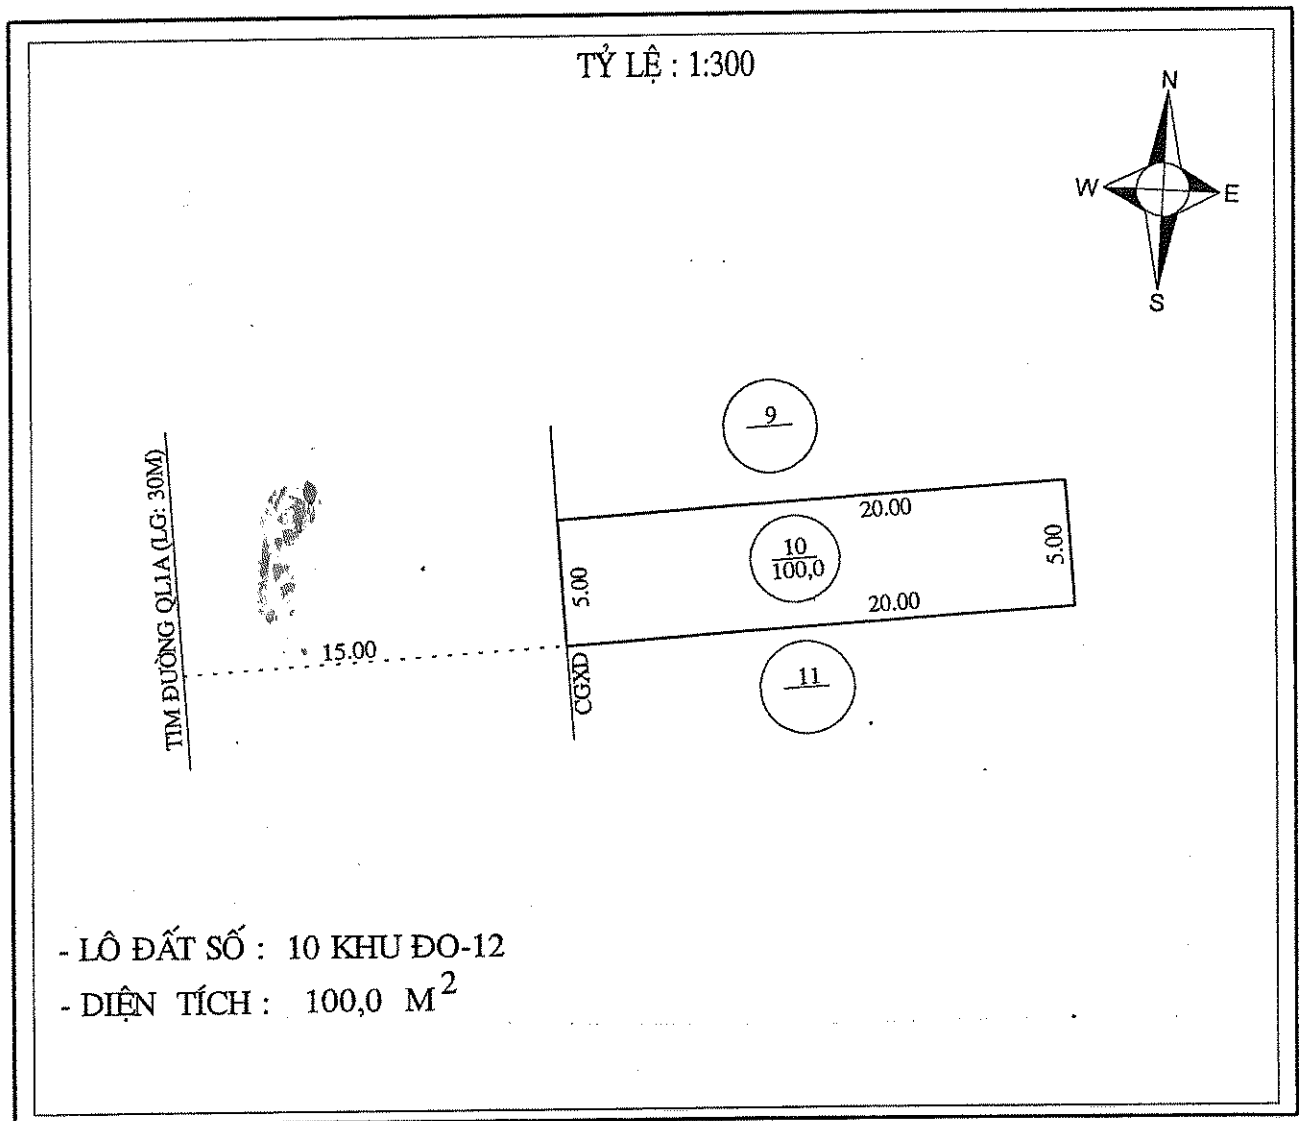 TỶ LỆ : 1:300
N
W
E
S
9
20.00
10
100,0
5.00
5.00
20.00
TIM ĐƯỜNG QL1A (LG: 30M)
15.00
CGXD
11
- LÔ ĐẤT SỐ : 10 KHU ĐO-12
- DIỆN TÍCH : 100,0 M²